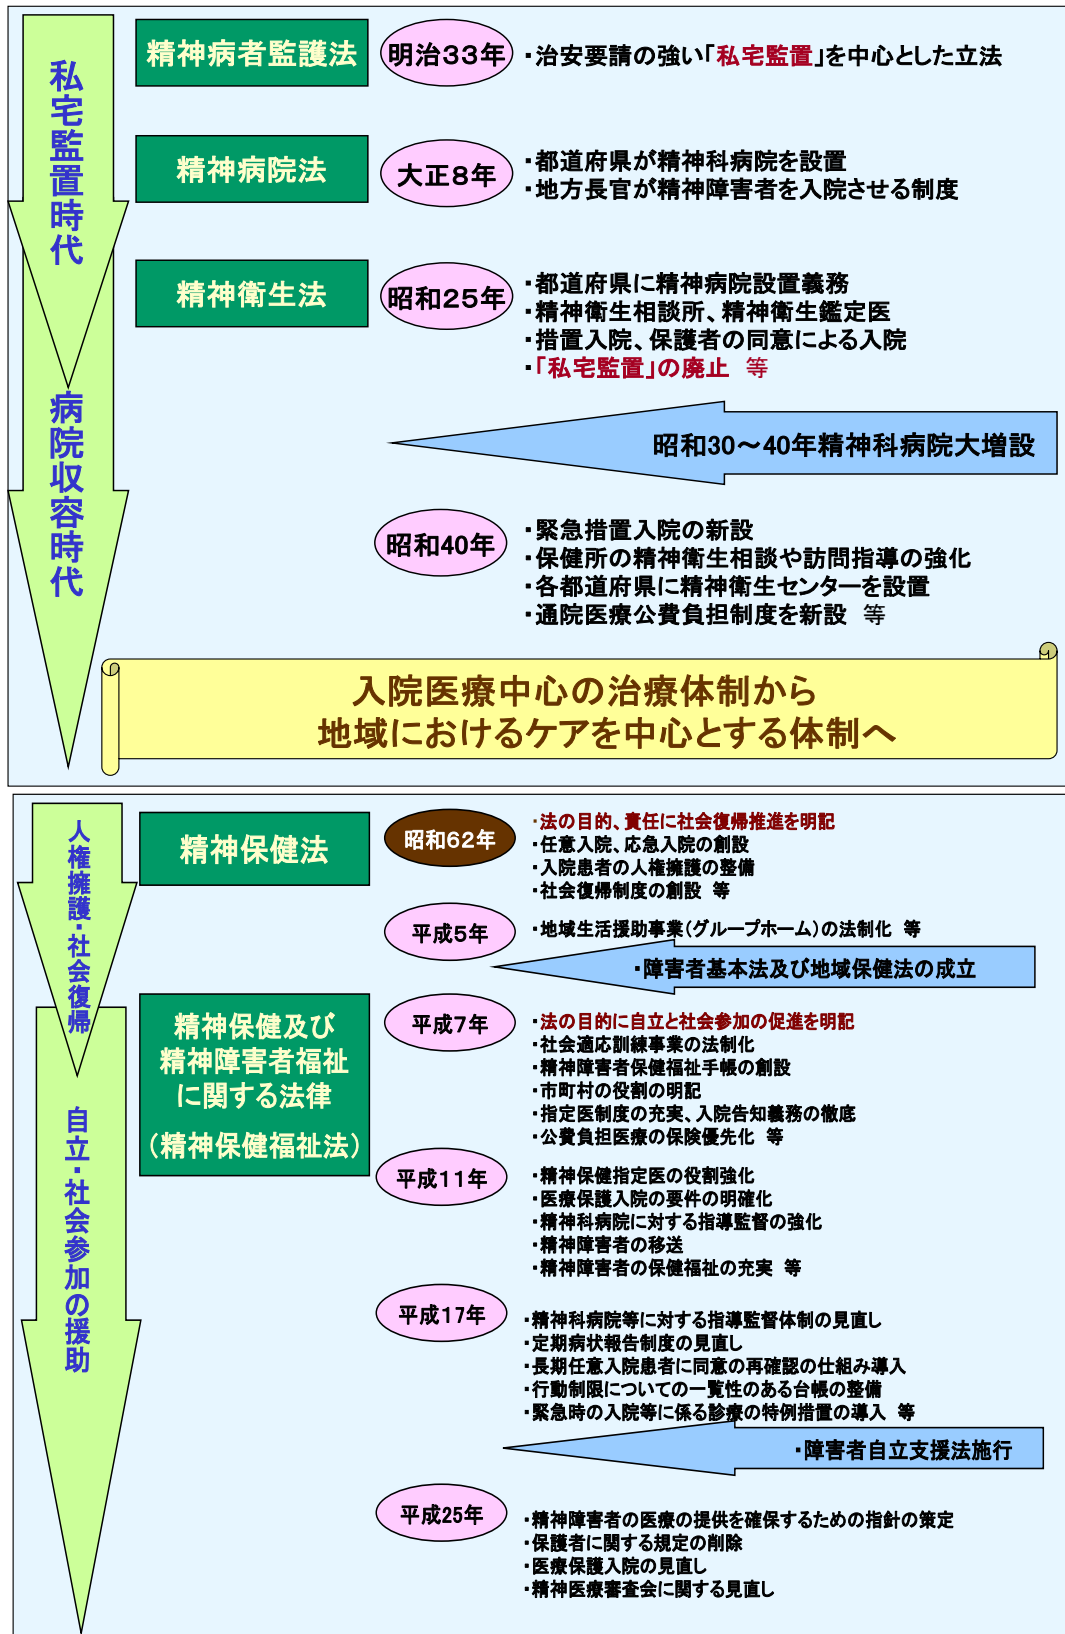 私宅監置時代
精神病者監護法
明治33年
・治安要請の強い「私宅監置」を中心とした立法
精神病院法
大正8年
・都道府県が精神科病院を設置
・地方長官が精神障害者を入院させる制度
精神衛生法
昭和25年
・都道府県に精神病院設置義務
・精神衛生相談所、精神衛生鑑定医
・措置入院、保護者の同意による入院
・「私宅監置」の廃止 等
病院収容時代
昭和30～40年精神科病院大増設
昭和40年
・緊急措置入院の新設
・保健所の精神衛生相談や訪問指導の強化
・各都道府県に精神衛生センターを設置
・通院医療公費負担制度を新設 等
入院医療中心の治療体制から
地域におけるケアを中心とする体制へ
人権擁護・社会復帰
精神保健法
昭和62年
・法の目的、責任に社会復帰推進を明記
・任意入院、応急入院の創設
・入院患者の人権擁護の整備
・社会復帰制度の創設 等
平成5年
・地域生活援助事業（グループホーム）の法制化 等
・障害者基本法及び地域保健法の成立
精神保健及び
精神障害者福祉
に関する法律
（精神保健福祉法）
平成7年
・法の目的に自立と社会参加の促進を明記
・社会適応訓練事業の法制化
・精神障害者保健福祉手帳の創設
・市町村の役割の明記
・指定医制度の充実、入院告知義務の徹底
・公費負担医療の保険優先化 等
自立・社会参加の援助
平成11年
・精神保健指定医の役割強化
・医療保護入院の要件の明確化
・精神科病院に対する指導監督の強化
・精神障害者の移送
・精神障害者の保健福祉の充実 等
平成17年
・精神科病院等に対する指導監督体制の見直し
・定期病状報告制度の見直し
・長期任意入院患者に同意の再確認の仕組み導入
・行動制限についての一覧性のある台帳の整備
・緊急時の入院等に係る診療の特例措置の導入 等
・障害者自立支援法施行
平成25年
・精神障害者の医療の提供を確保するための指針の策定
・保護者に関する規定の削除
・医療保護入院の見直し
・精神医療審査会に関する見直し